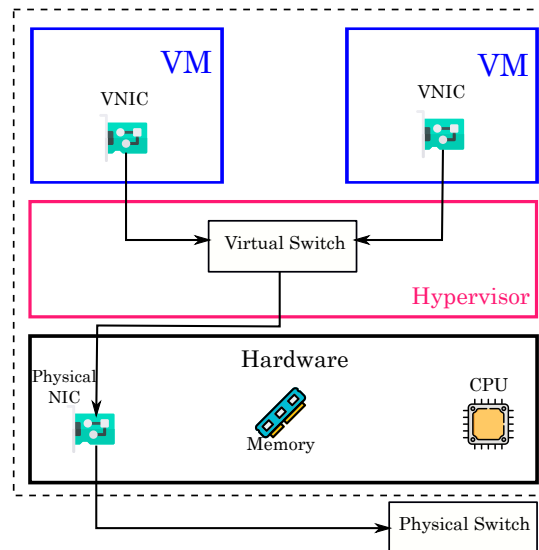 VM
VM
VNIC
VNIC
Virtual Switch
Hypervisor
Hardware
Physical
NIC
CPU
Memory
Physical Switch